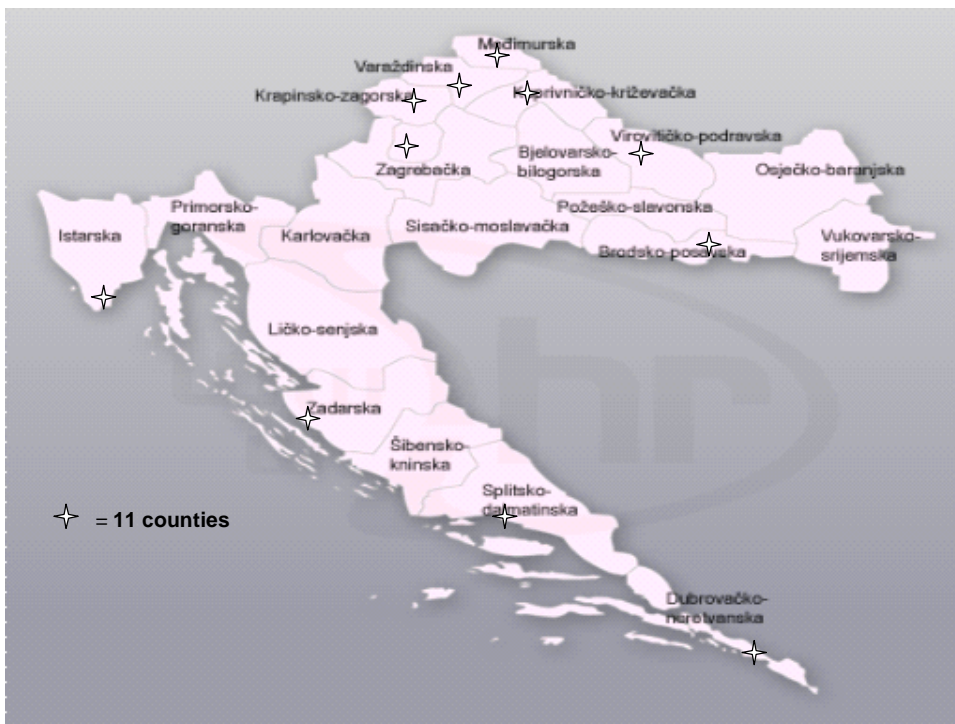 Međimurska
Varaždinska
Krapinsko-zagorska
Koprivničko-križevačka
Virovitičko-podravska
Bjelovarsko-
bilogorska
Zagrebačka
Osječko-baranjska
Primorsko-
goranska
Požeško-slavonska
Istarska
Karlovačka
Sisačko-moslavačka
Brodsko-posavska
Vukovarsko-
srijemska
Ličko-senjska
Zadarska
Šibensko-
kninska
Splitsko-
dalmatinska
= 11 counties
Dubrovačko-
neretvanska
hr